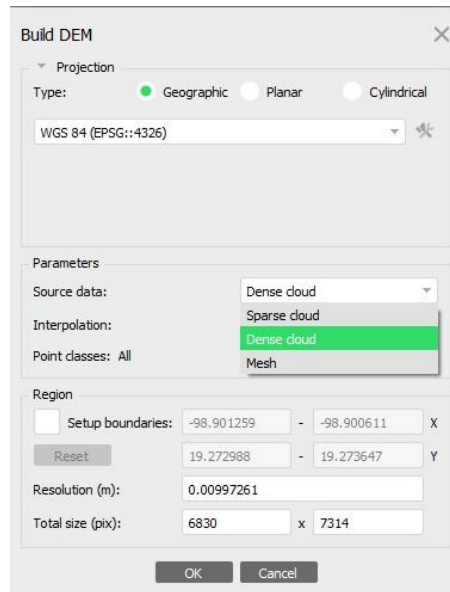 Build DEM
Projection
Type: Geographic Planar Cylindrical
WGS 84 (EPSG::4326)
Parameters
Source data: Dense cloud
Sparse cloud
Interpolation:
Dense cloud
Point classes: All
Mesh
Region
Setup boundaries: -98.901259 - -98.900611 X
Reset 19.272988 - 19.273647 Y
Resolution (m): 0.00997261
Total size (pix): 6830 x 7314
OK Cancel